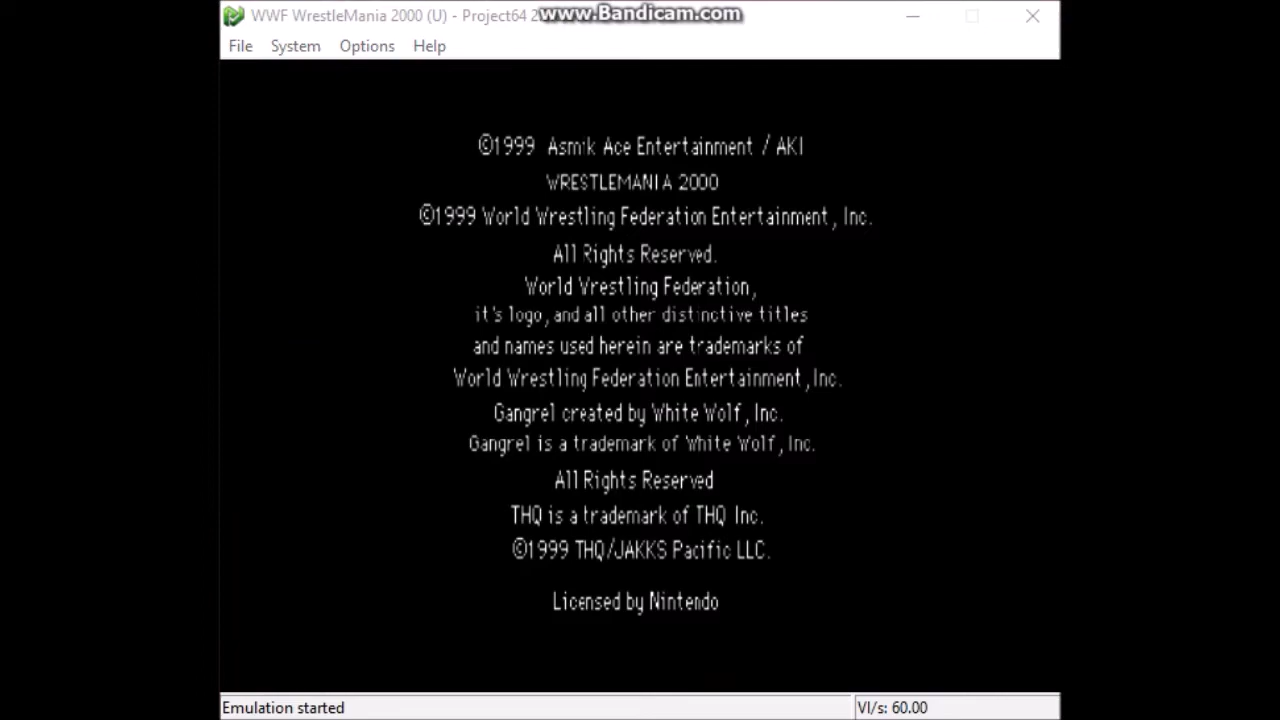 WWF WrestleMania 2000 (U) - Project64 2
www.Bandicam.com
File System Options Help
©1999 Asmik Ace Entertainment / AKI
WRESTLEMANIA 2000
©1999 World Wrestling Federation Entertainment, Inc.
All Rights Reserved.
World Wrestling Federation,
it's logo, and all other distinctive titles
and names used herein are trademarks of
World Wrestling Federation Entertainment, Inc.
Gangrel created by White Wolf, Inc.
Gangrel is a trademark of White Wolf, Inc.
All Rights Reserved
THQ is a trademark of THQ Inc.
©1999 THQ/JAKKS Pacific LLC.
Licensed by Nintendo
Emulation started
VI/s: 60.00